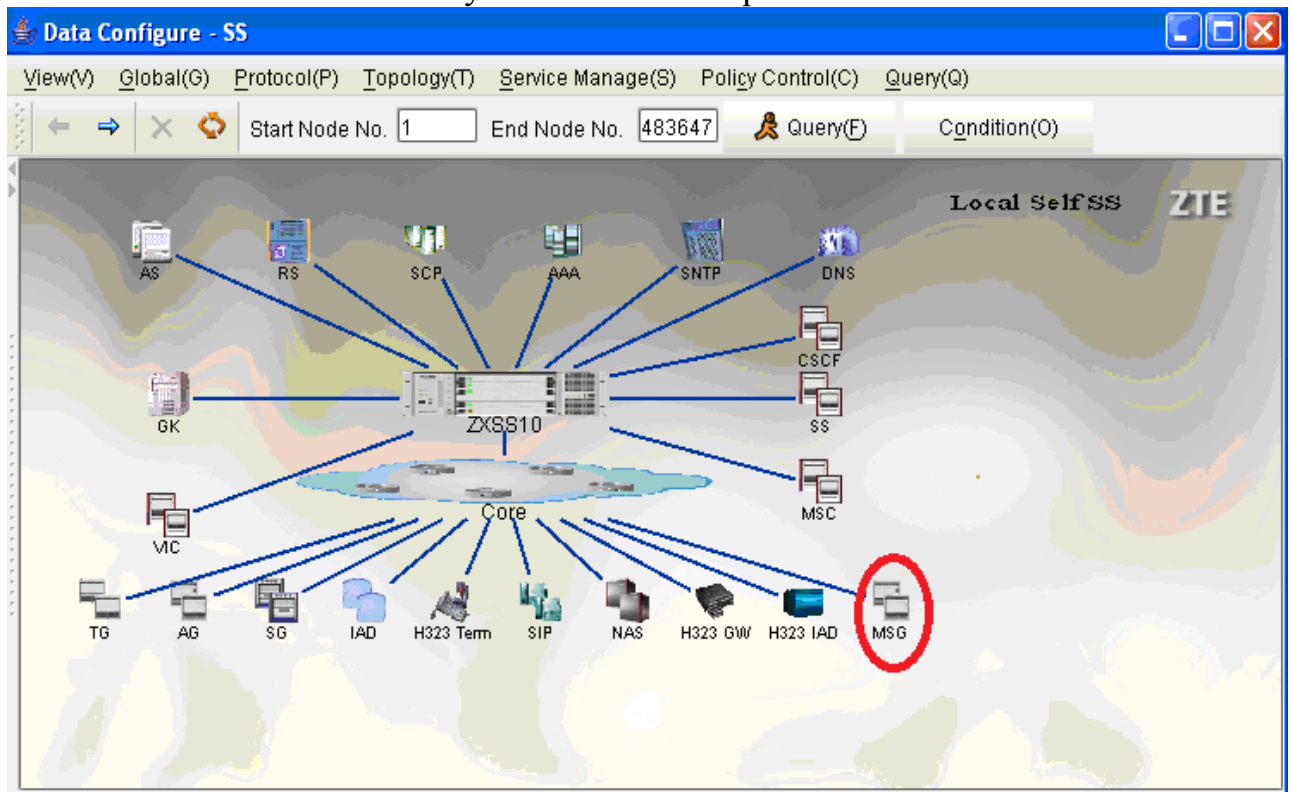 Data Configure - SS
View(V) Global(G) Protocol(P) Topology(T) Service Manage(S) Policy Control(C) Query(Q)
Start Node No. 1 End Node No. 483647 Query(F) Condition(O)
Local Self SS ZTE
AS RS SCP AAA SNTP DNS
CSCF
GK ZXSS10 SS
Core MSC
VIC
TG AG SG IAD H323 Term SIP NAS H323 GW H323 IAD MSG